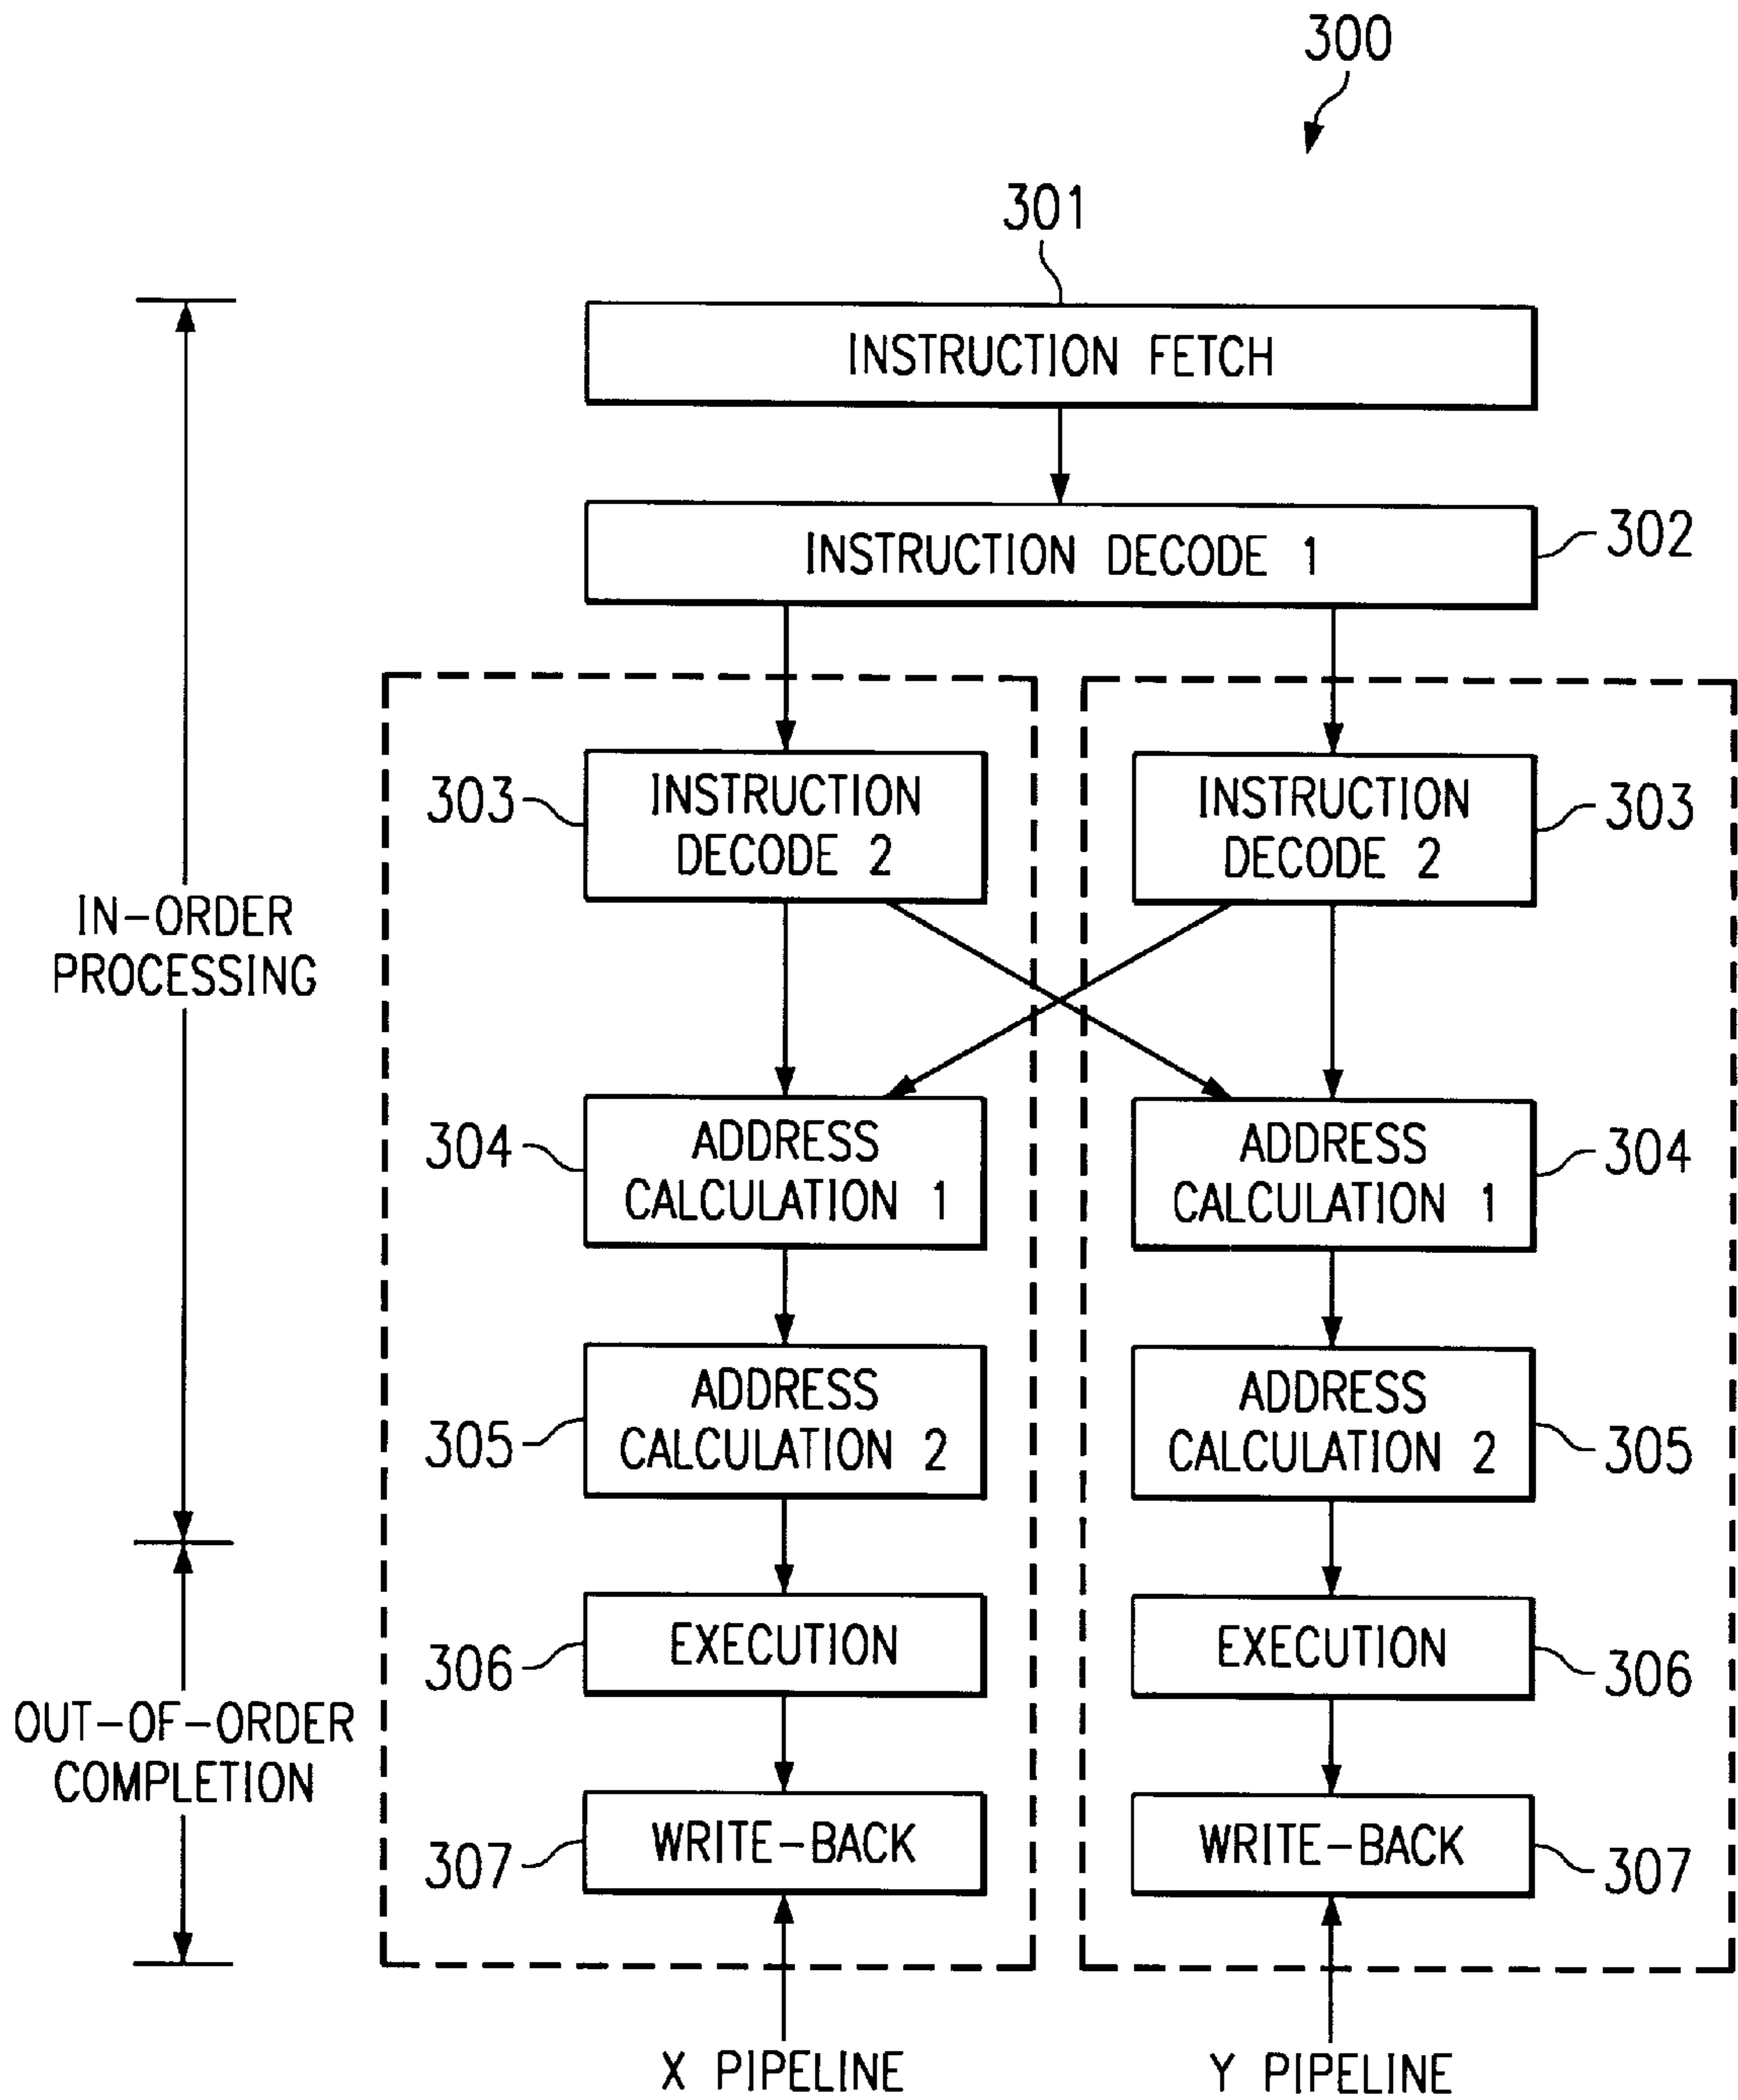 300
301
INSTRUCTION FETCH
INSTRUCTION DECODE 1
302
303
INSTRUCTION
DECODE 2
INSTRUCTION
DECODE 2
303
IN-ORDER
PROCESSING
304
ADDRESS
CALCULATION 1
ADDRESS
CALCULATION 1
304
305
ADDRESS
CALCULATION 2
ADDRESS
CALCULATION 2
305
306
EXECUTION
EXECUTION
306
OUT-OF-ORDER
COMPLETION
307
WRITE-BACK
WRITE-BACK
307
X PIPELINE
Y PIPELINE